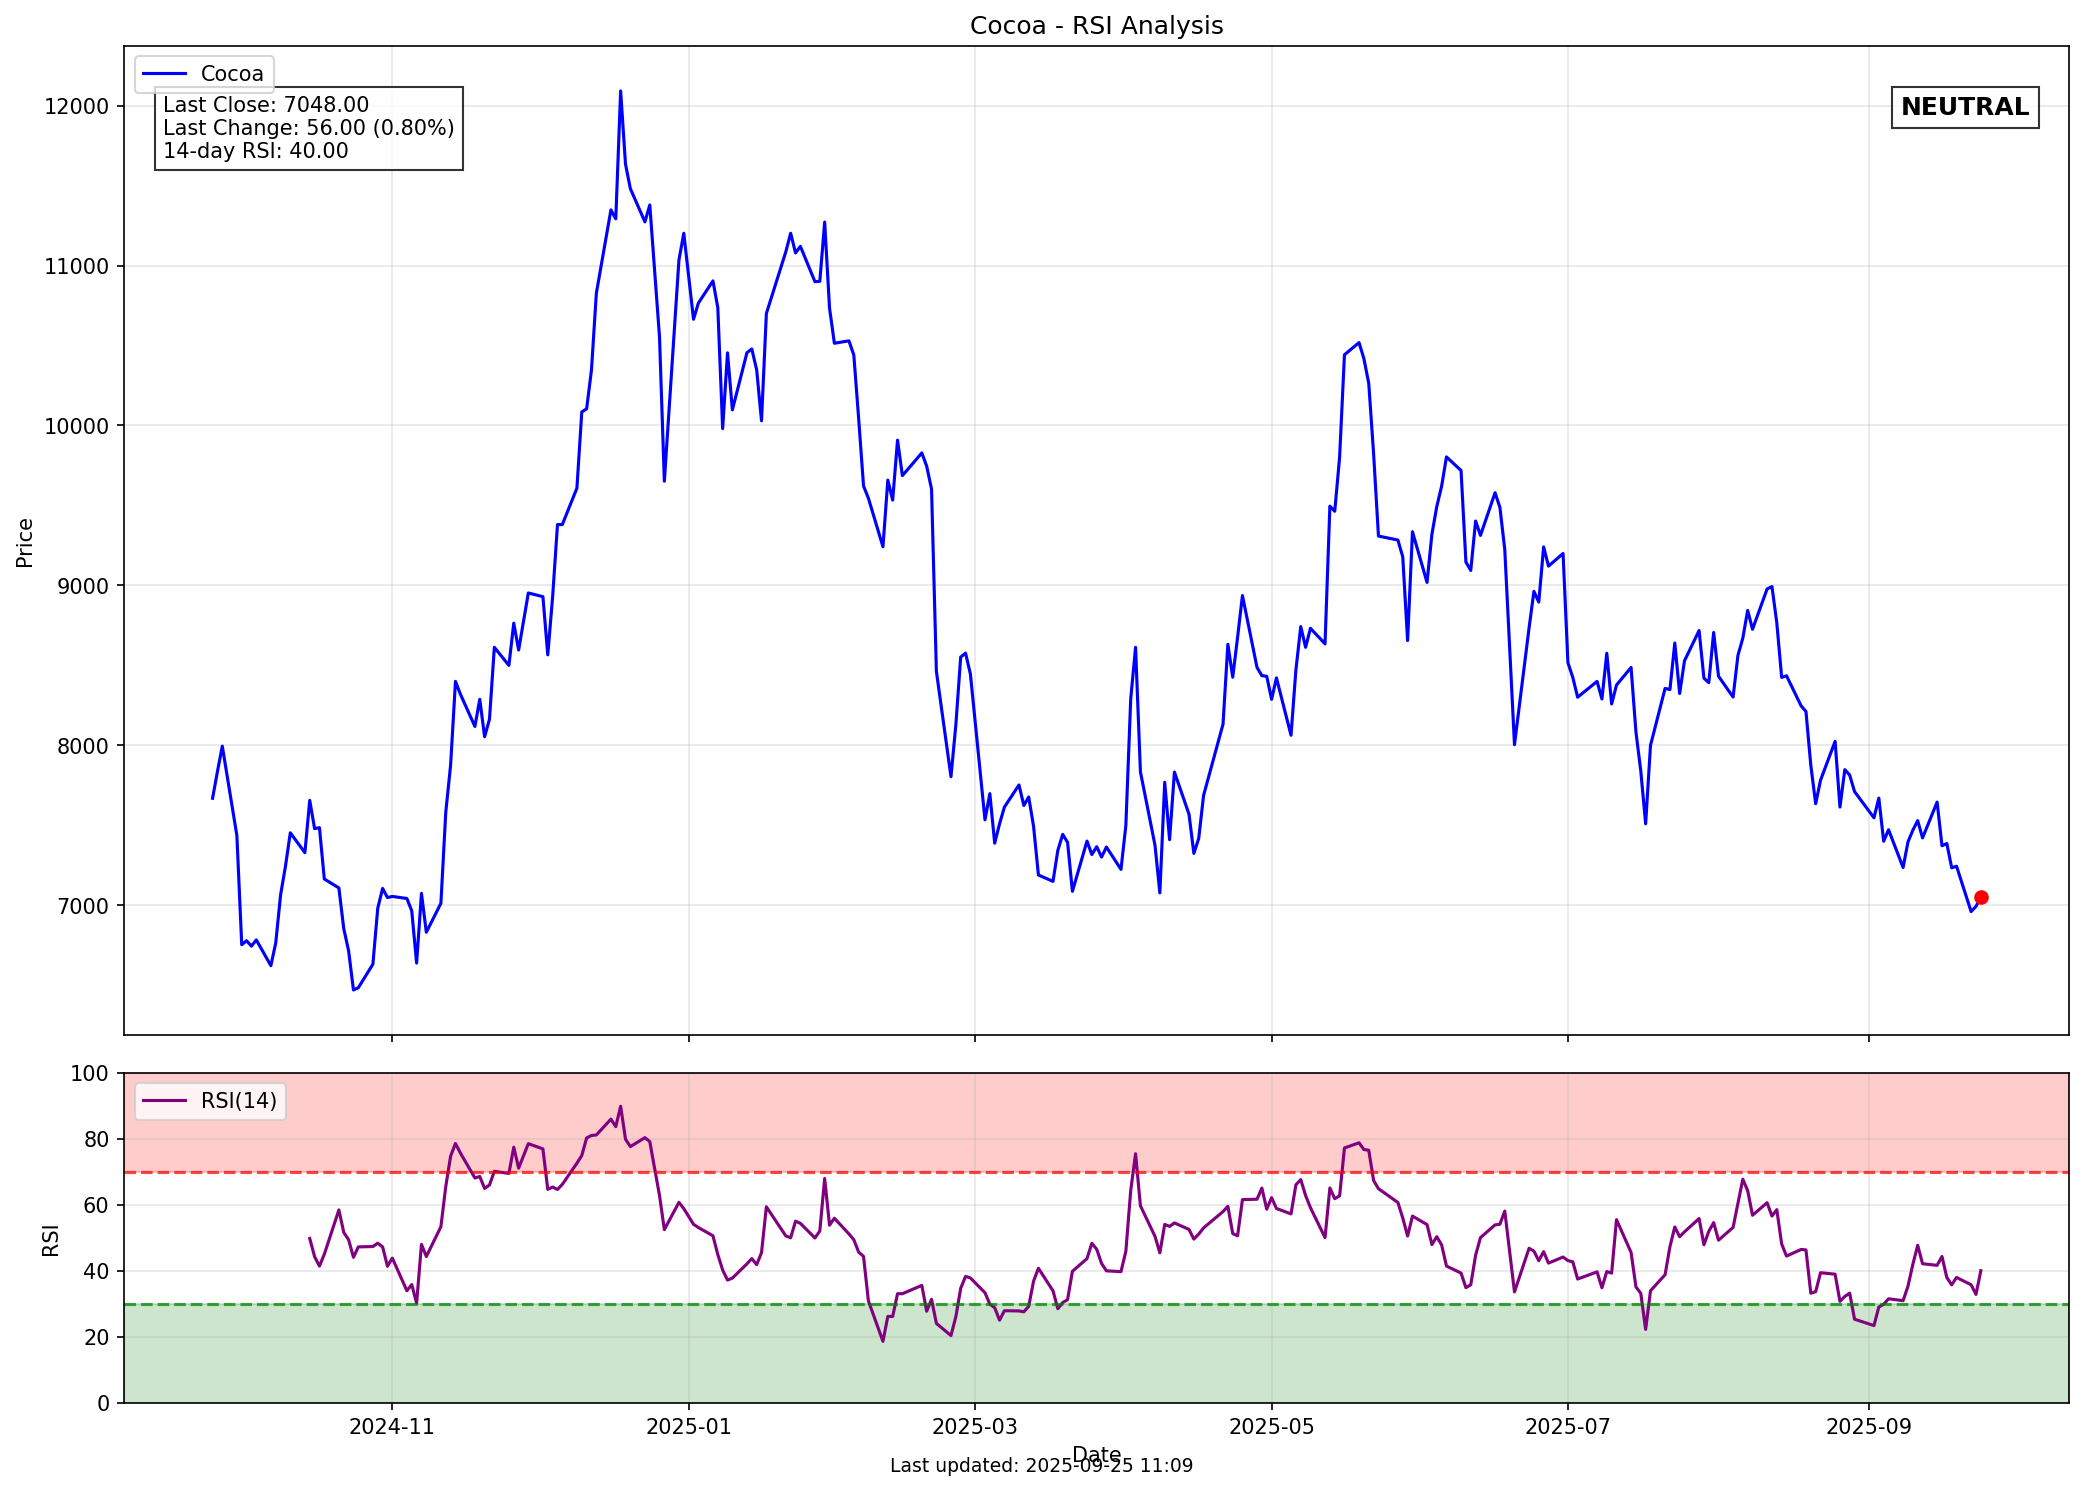 Cocoa - RSI Analysis
Cocoa
Last Close: 7048.00
Last Change: 56.00 (0.80%)
14-day RSI: 40.00
NEUTRAL
12000
11000
10000
9000
8000
7000
Price
RSI(14)
100
80
60
40
20
0
RSI
2024-11
2025-01
2025-03
2025-05
2025-07
2025-09
Date
Last updated: 2025-09-25 11:09